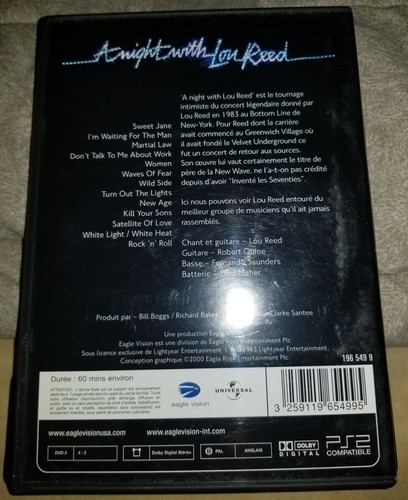 A night with Lou Reed
Sweet Jane
I'm Waiting For The Man
Martial Law
Don't Talk To Me About Work
Women
Waves Of Fear
Wild Side
Turn Out The Lights
New Age
Kill Your Sons
Satellite Of Love
White Light / White Heat
Rock 'n' Roll
'A night with Lou Reed' est le tournage
intimiste du concert légendaire donné par
Lou Reed en 1983 au Bottom Line de
New-York. Pour Reed dont la carrière
avait commencé au Greenwich Village où
il avait fondé le Velvet Underground ce
fut un concert de retour aux sources.
Son œuvre lui vaut certainement le titre de
père de la New Wave, ne l'a-t-on pas crédité
depuis d'avoir "Inventé les Seventies".
Ici nous pouvons voir Lou Reed entouré du
meilleur groupe de musiciens qu'il ait jamais
rassemblés.
Chant et guitare – Lou Reed
Guitare – Robert Quine
Basse – Fernando Saunders
Batterie – Fred Maher
Produit par – Bill Boggs / Richard Baker Clarke Santee
Une production Eagle
Eagle Vision est une division de Eagle Rock Entertainment Plc
Sous licence exclusive de Lightyear Entertainment. 1983 Lightyear Entertainment.
Conception graphique ©2000 Eagle Rock Entertainment Plc.
196 549 9
Durée : 60 mins environ
eagle vision
UNIVERSAL
3 259119 654995
www.eaglevisionusa.com www.eaglevision-int.com
DVD 5 4:3 Dolby Digital Stereo PAL ANGLAIS
DOLBY
DIGITAL
PS2
COMPATIBLE